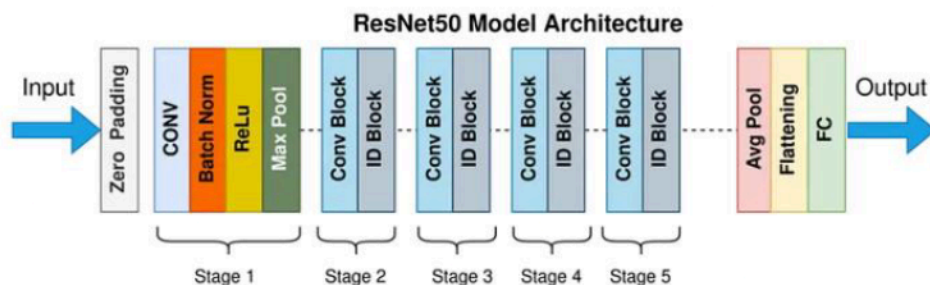 ResNet50 Model Architecture
Input
Zero Padding
CONV
Batch Norm
ReLu
Max Pool
Conv Block
ID Block
Conv Block
ID Block
Conv Block
ID Block
Conv Block
ID Block
Avg Pool
Flattening
FC
Output
Stage 1
Stage 2
Stage 3
Stage 4
Stage 5